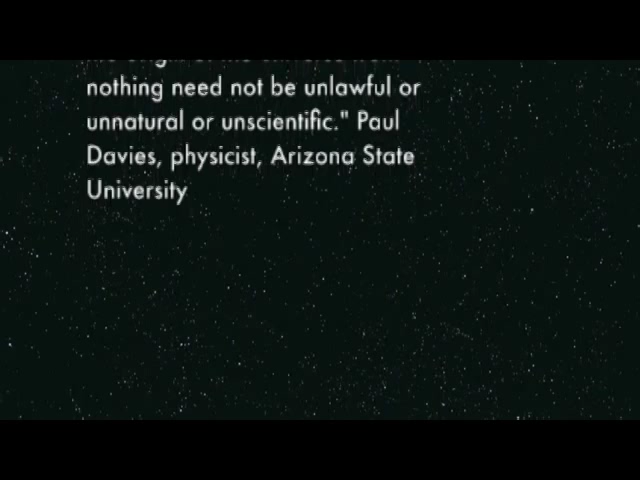 nothing need not be unlawful or
unnatural or unscientific." Paul
Davies, physicist, Arizona State
University